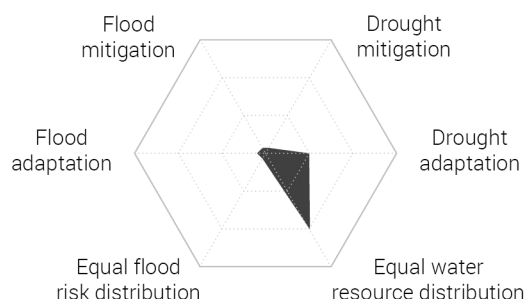 Flood
mitigation
Drought
mitigation
Flood
adaptation
Drought
adaptation
Equal flood
risk distribution
Equal water
resource distribution